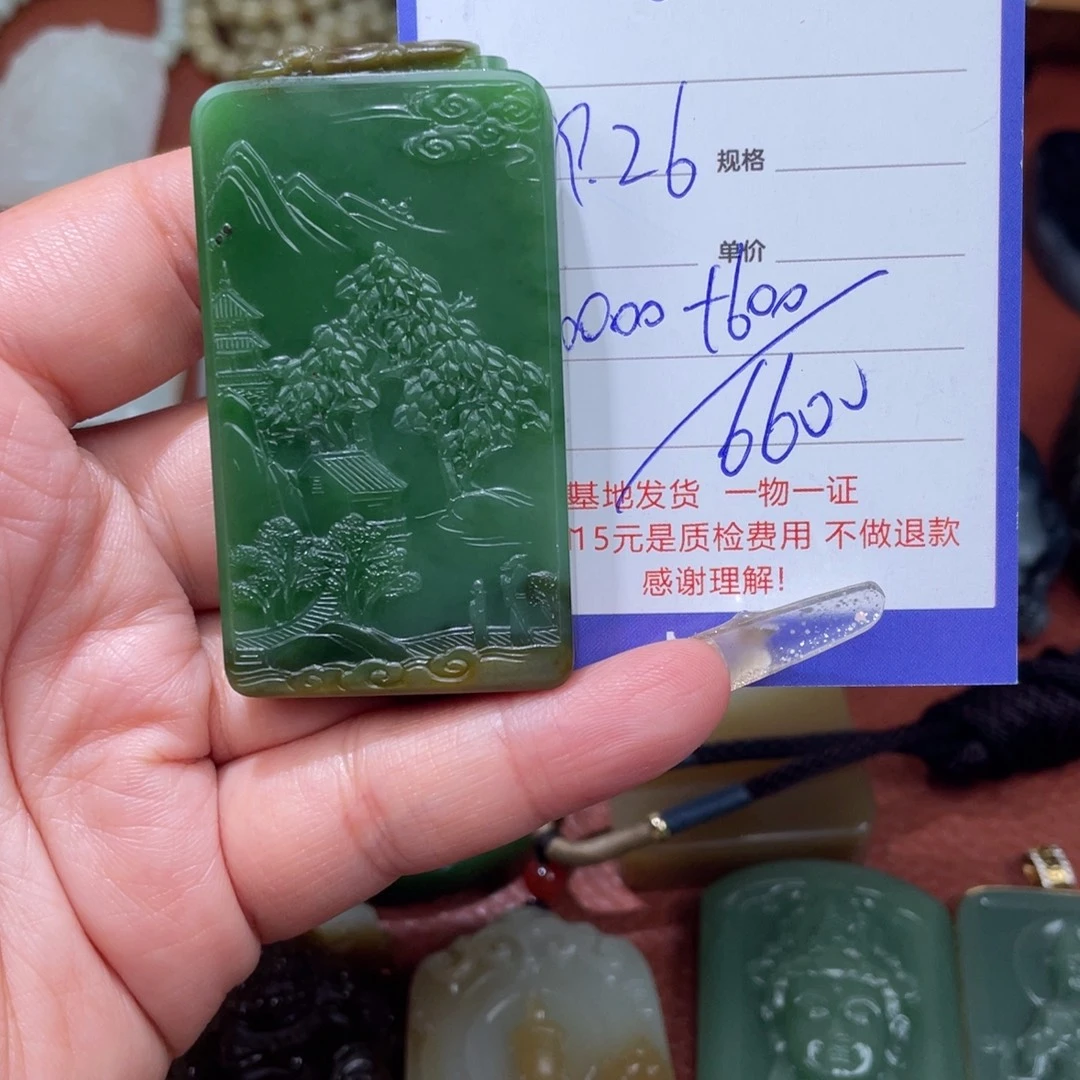 .26 规格
单价
0000 +600
6600
基地发货 一物一证
15元是质检费用 不做退款
感谢理解!